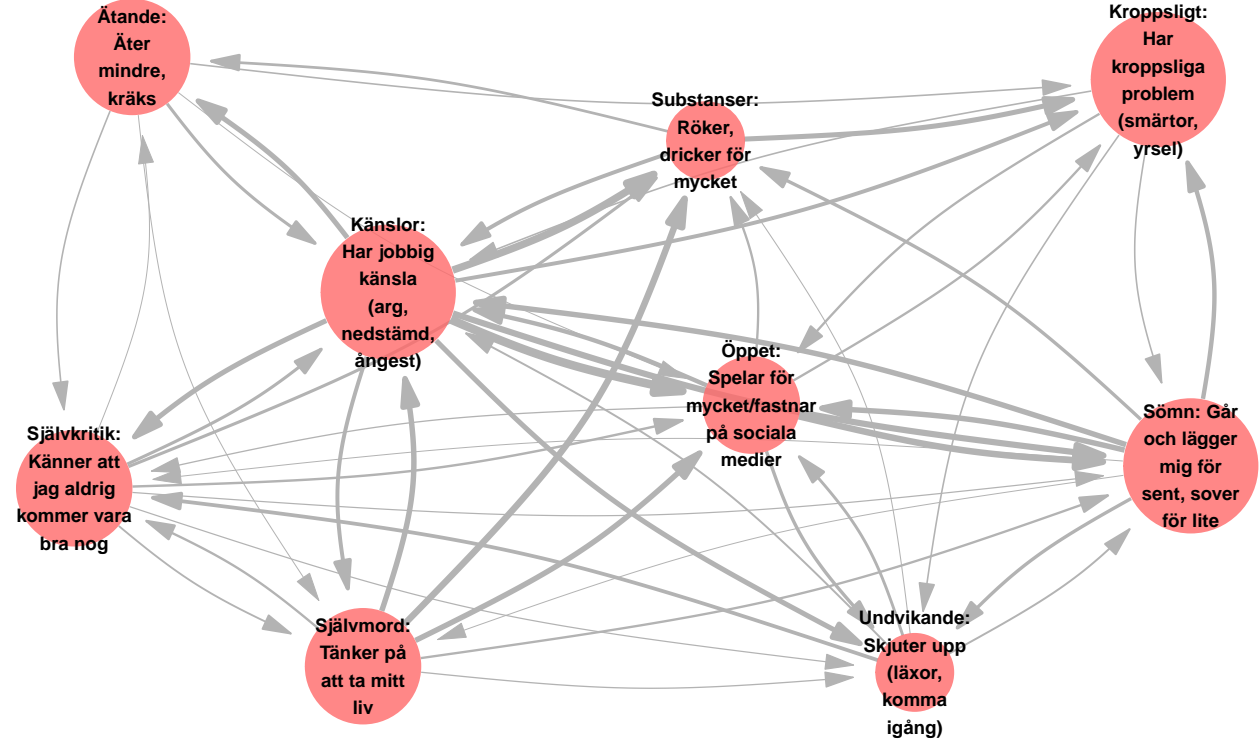 Ätande:
Äter
mindre,
kräks
Kroppsligt:
Har
kroppsliga
problem
(smärtor,
yrsel)
Substanser:
Röker,
dricker för
mycket
Känslor:
Har jobbig
känsla
(arg,
nedstämd,
ångest)
Öppet:
Spelar för
mycket/fastnar
på sociala
medier
Sömn: Går
och lägger
mig för
sent, sover
för lite
Självkritik:
Känner att
jag aldrig
kommer vara
bra nog
Självmord:
Tänker på
att ta mitt
liv
Undvikande:
Skjuter upp
(läxor,
komma
igång)